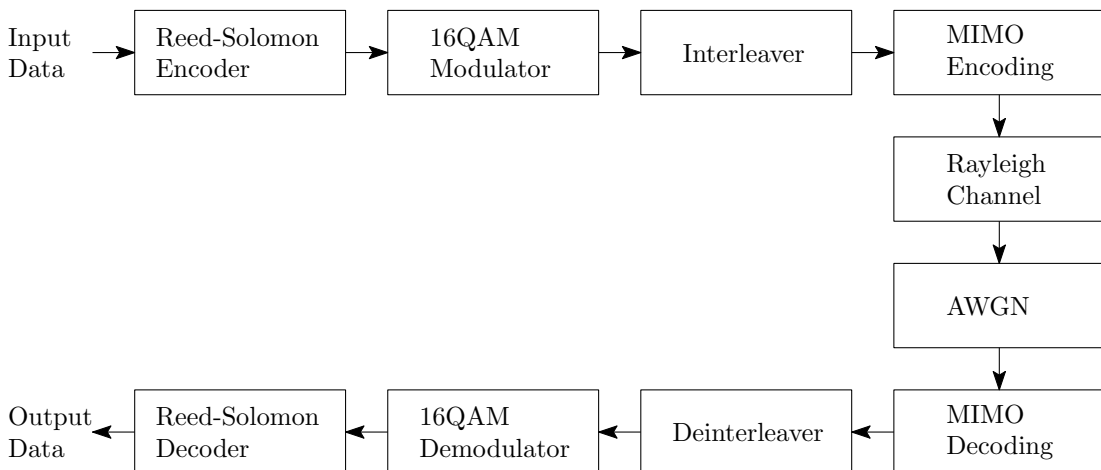 Input
Data
Reed-Solomon
Encoder
16QAM
Modulator
Interleaver
MIMO
Encoding
Rayleigh
Channel
AWGN
Output
Data
Reed-Solomon
Decoder
16QAM
Demodulator
Deinterleaver
MIMO
Decoding